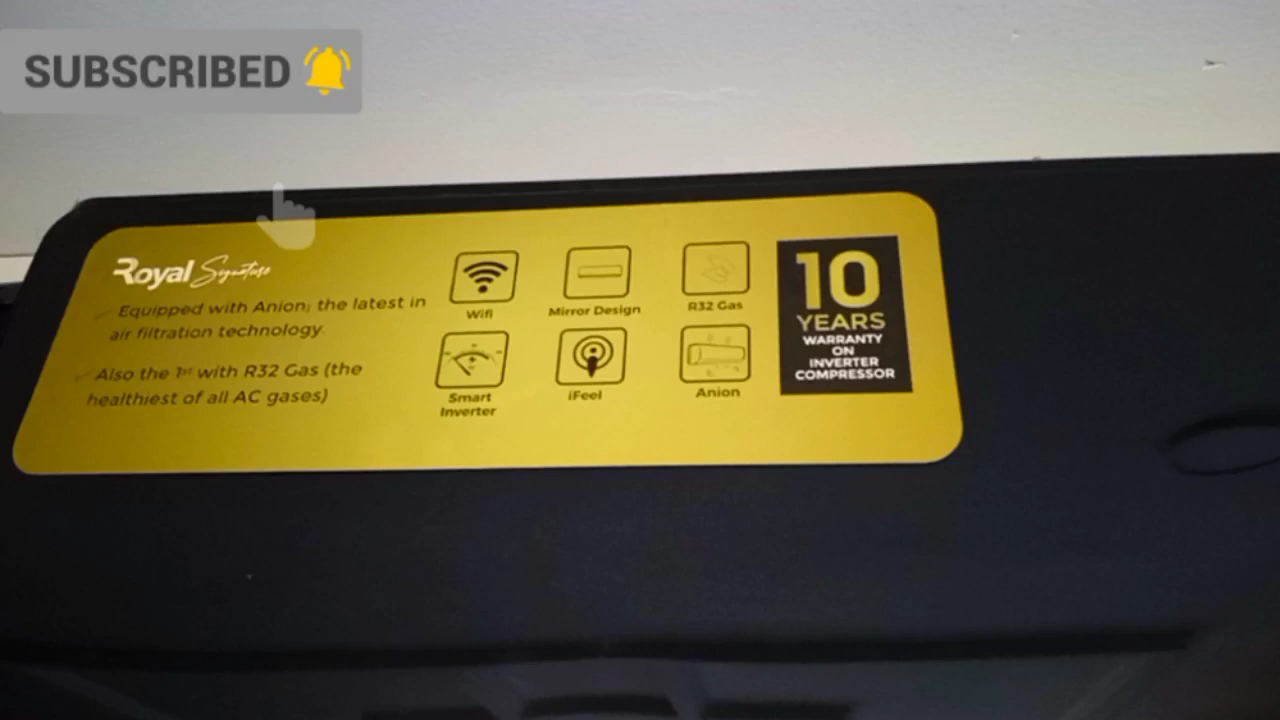 SUBSCRIBED
Royal Signature
Equipped with Anion; the latest in
air filtration technology.
Also the 1st with R32 Gas (the
healthiest of all AC gases)
Wifi
Mirror Design
R32 Gas
Smart
Inverter
iFeel
Anion
10
YEARS
WARRANTY
ON
INVERTER
COMPRESSOR